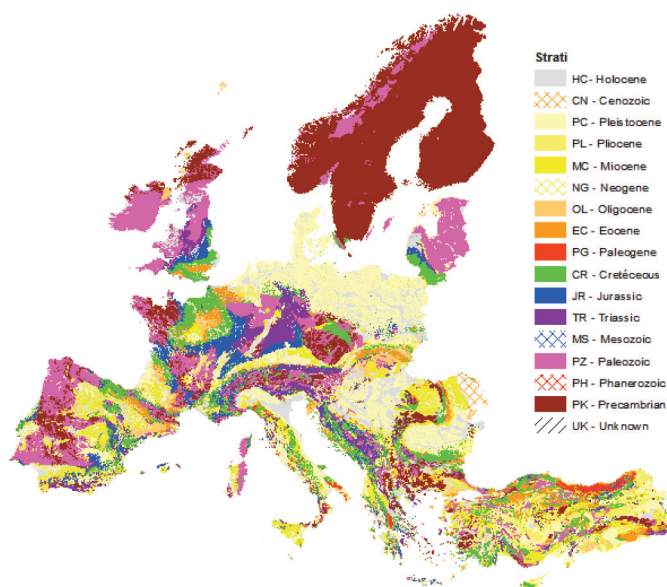 Strati
HC- Holocene
CN - Cenozoic
PC - Pleistocene
PL - Pliocene
MC - Miocene
NG - Neogene
OL - Oligocene
EC - Eocene
PG - Paleogene
CR - Cretéceous
JR - Jurassic
TR - Triassic
MS - Mesozoic
PZ - Paleozoic
PH - Phanerozoic
PK - Precambrian
UK - Unknown